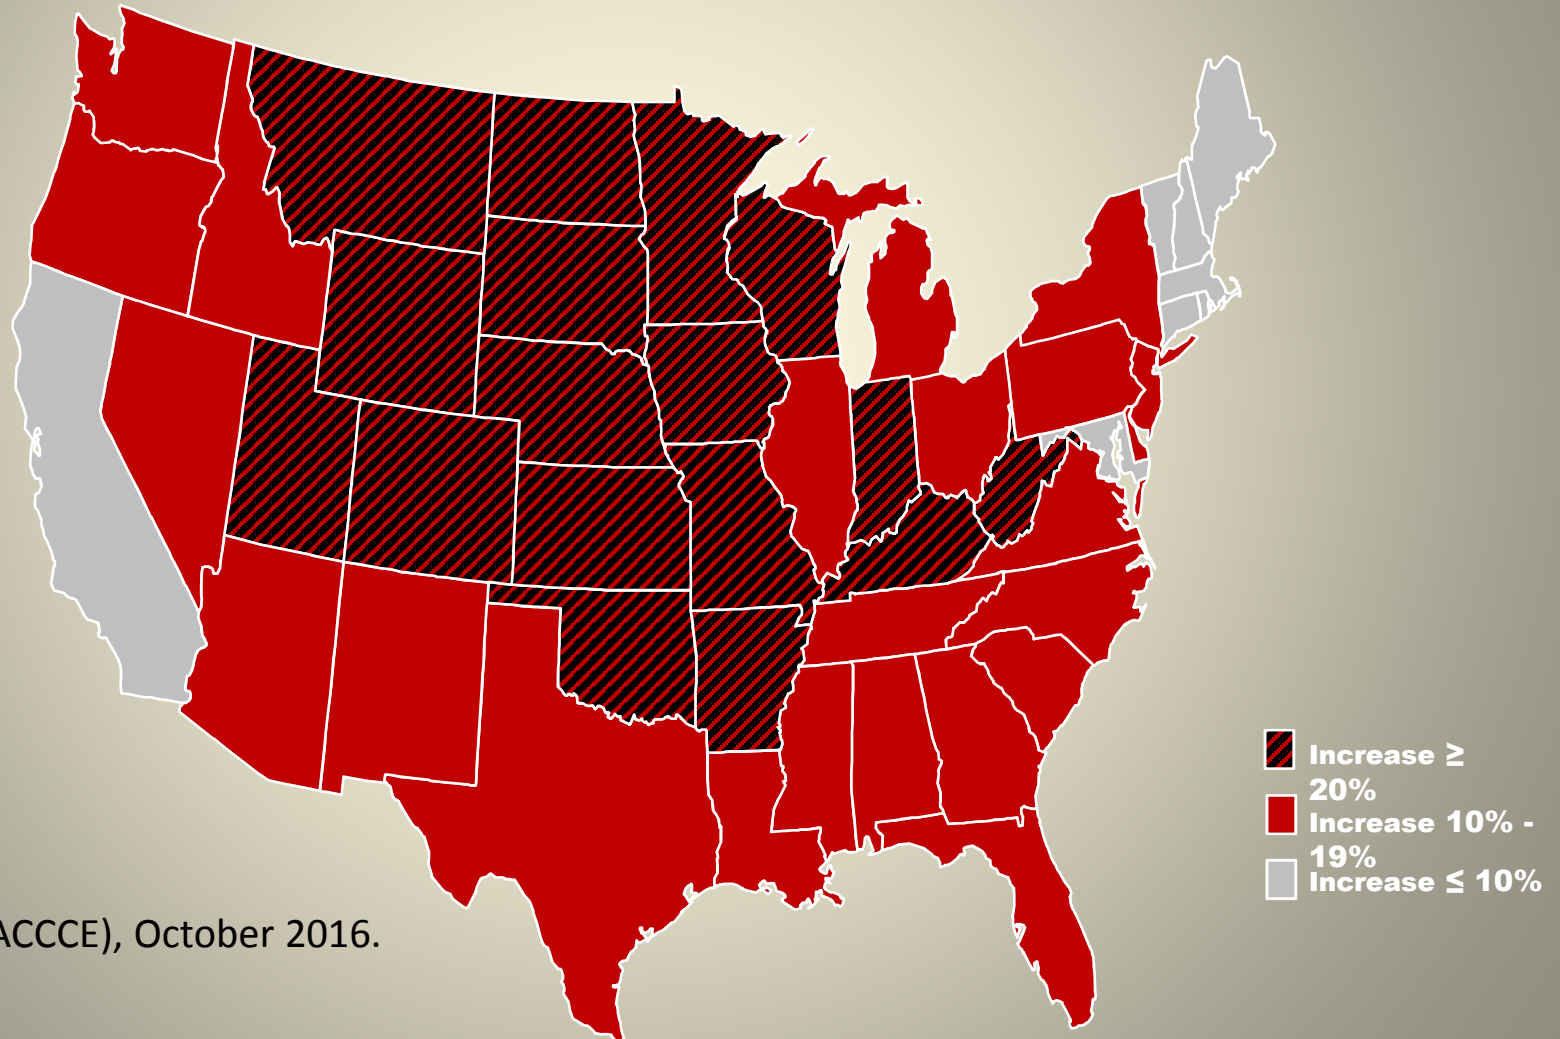 Increase ≥
20%
Increase 10% -
19%
Increase ≤ 10%
ACCCE), October 2016.